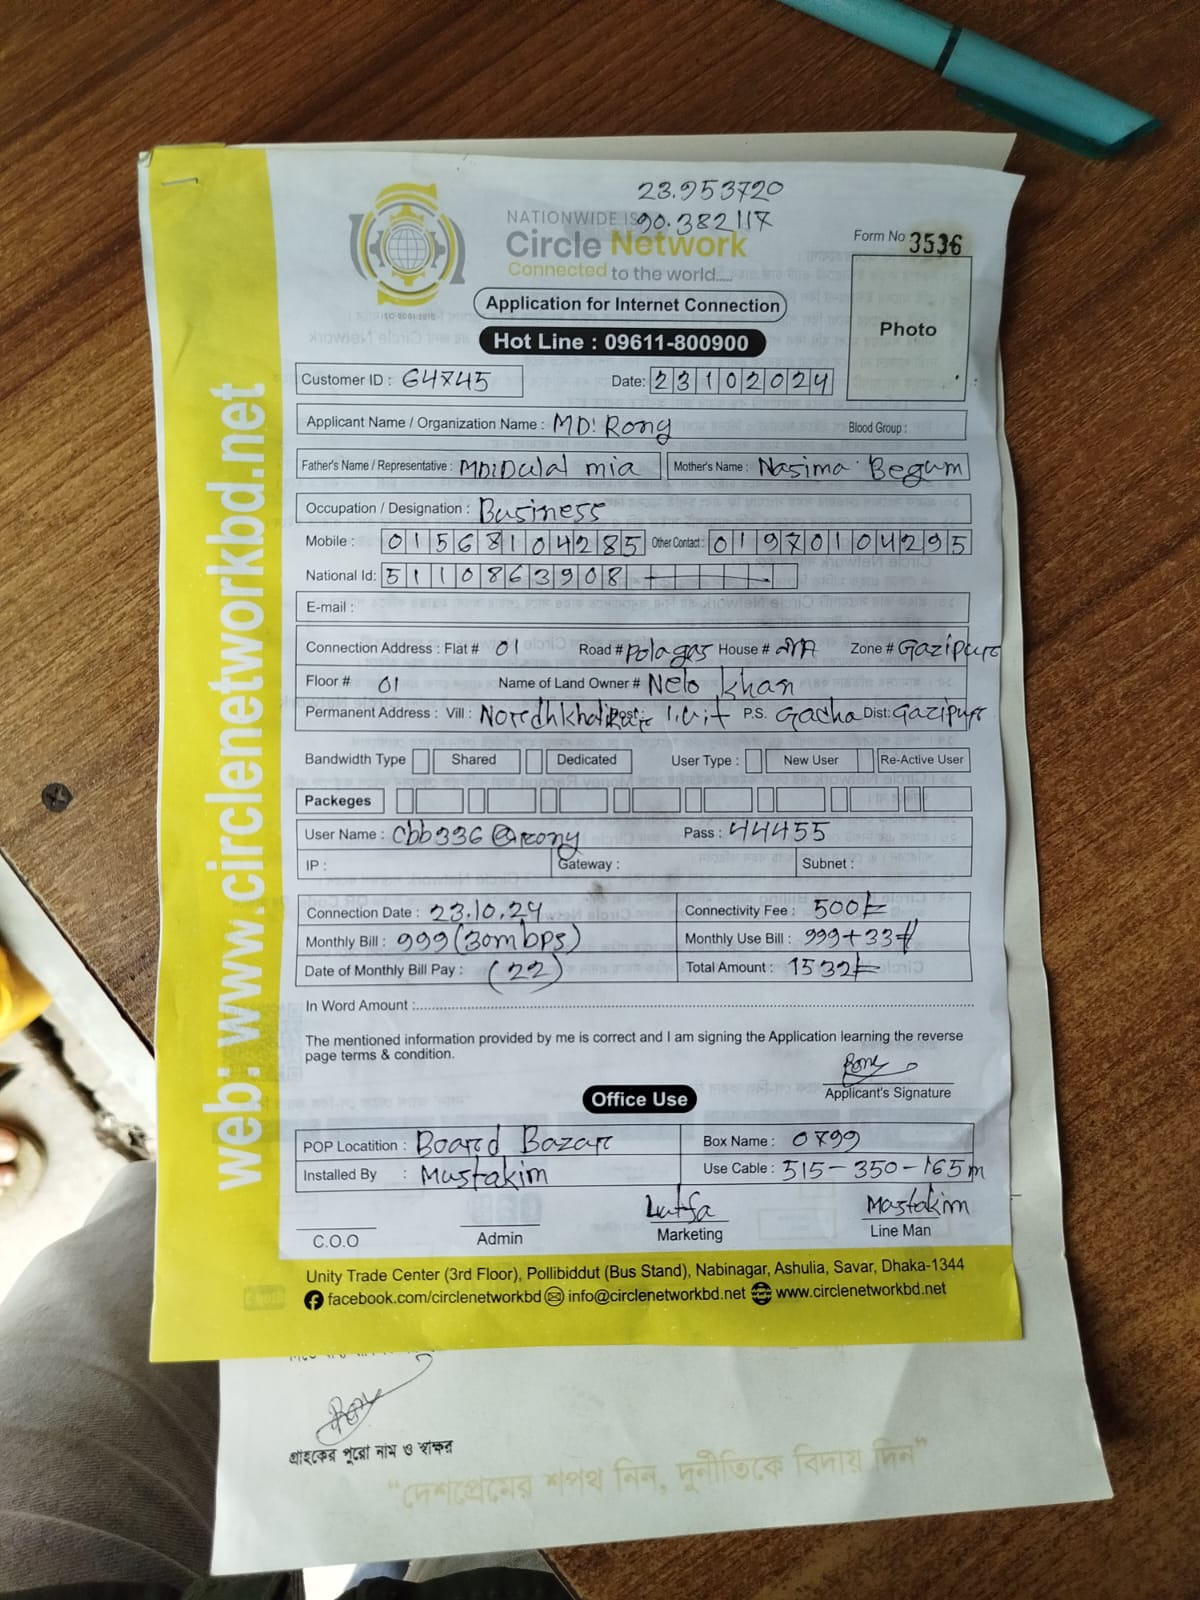 23.953720
90.382117
NATIONWIDE IS
Circle Network
Connected to the world.....
Form No 3536
Application for Internet Connection
Hot Line : 09611-800900
Photo
Customer ID : 64745 Date: 23102024
Applicant Name / Organization Name : MD: Rony Blood Group :
Father's Name / Representative : MD:Dulal mia Mother's Name : Nasima Begum
Occupation / Designation : Business
Mobile : 01568104285 Other Contact : 01970104295
National Id: 5110863908
E-mail :
Connection Address : Flat # 01 Road # Polagas House # N/A Zone # Gazipur
Floor # 01 Name of Land Owner # Nelo khan
Permanent Address : Vill : Post: P.S. Gacha Dist: Gazipur
Bandwidth Type Shared Dedicated User Type : New User Re-Active User
Packeges
User Name : cbb336@rony Pass : 44455
IP : Gateway : Subnet :
Connection Date : 23.10.24 Connectivity Fee : 500/=
Monthly Bill : 999 (30mbps) Monthly Use Bill : 999+33/
Date of Monthly Bill Pay : (22) Total Amount : 1532/=
In Word Amount :
The mentioned information provided by me is correct and I am signing the Application learning the reverse
page terms & condition.
Rony
Applicant's Signature
Office Use
POP Locatition : Board Bazar Box Name : 0799
Installed By : Mustakim Use Cable : 515-350-165m
Lutfa Mastakim
C.O.O Admin Marketing Line Man
Unity Trade Center (3rd Floor), Pollibiddut (Bus Stand), Nabinagar, Ashulia, Savar, Dhaka-1344
facebook.com/circlenetworkbd info@circlenetworkbd.net www.circlenetworkbd.net
web: www.circlenetworkbd.net
Rony
গ্রাহকের পুরো নাম ও স্বাক্ষর
“দেশপ্রেমের শপথ নিন, দুর্নীতিকে বিদায় দিন”